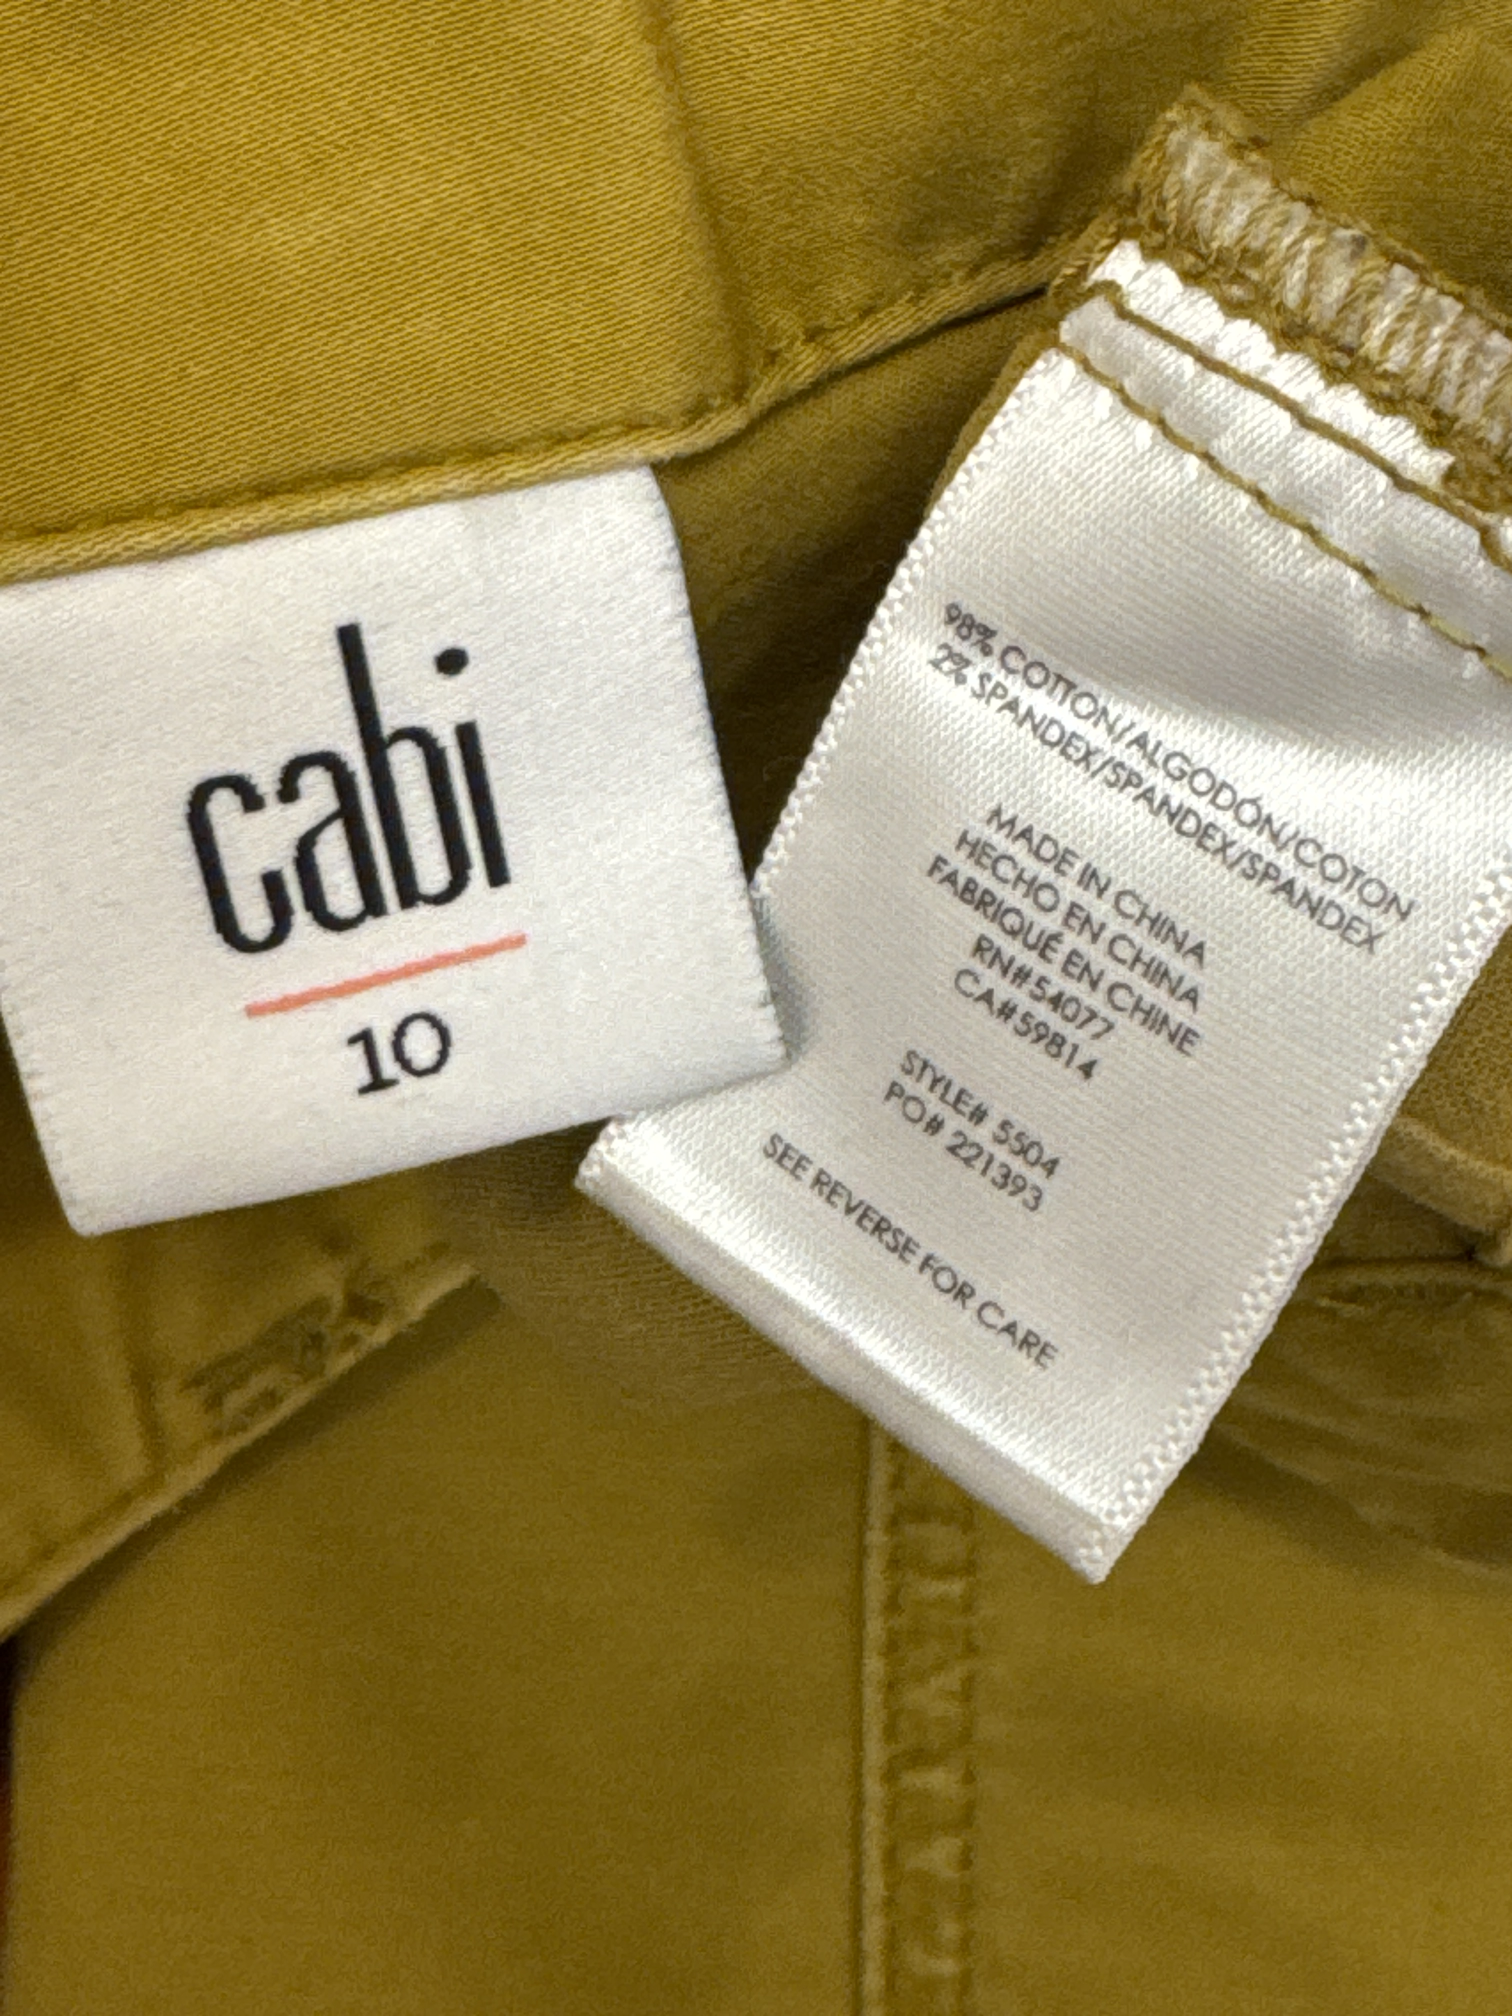 cabi
10
98% COTTON/ALGODÓN/COTON
2% SPANDEX/SPANDEX/SPANDEX
MADE IN CHINA
HECHO EN CHINA
FABRIQUÉ EN CHINE
RN# 54077
CA# 59814
STYLE# 5504
PO# 221393
SEE REVERSE FOR CARE